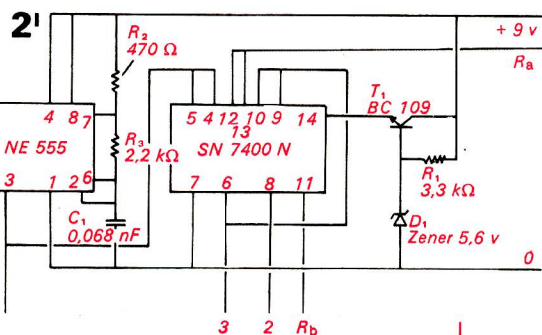 2'
R2
470 Ω
+ 9 v
Ra
T1
BC 109
4 8 7
5 4 12 10 9 14
13
NE 555
R3
2,2 kΩ
SN 7400 N
R1
3,3 kΩ
3 1 2 6
7 6 8 11
C1
0,068 nF
D1
Zener 5,6 v
0
3 2 Rb